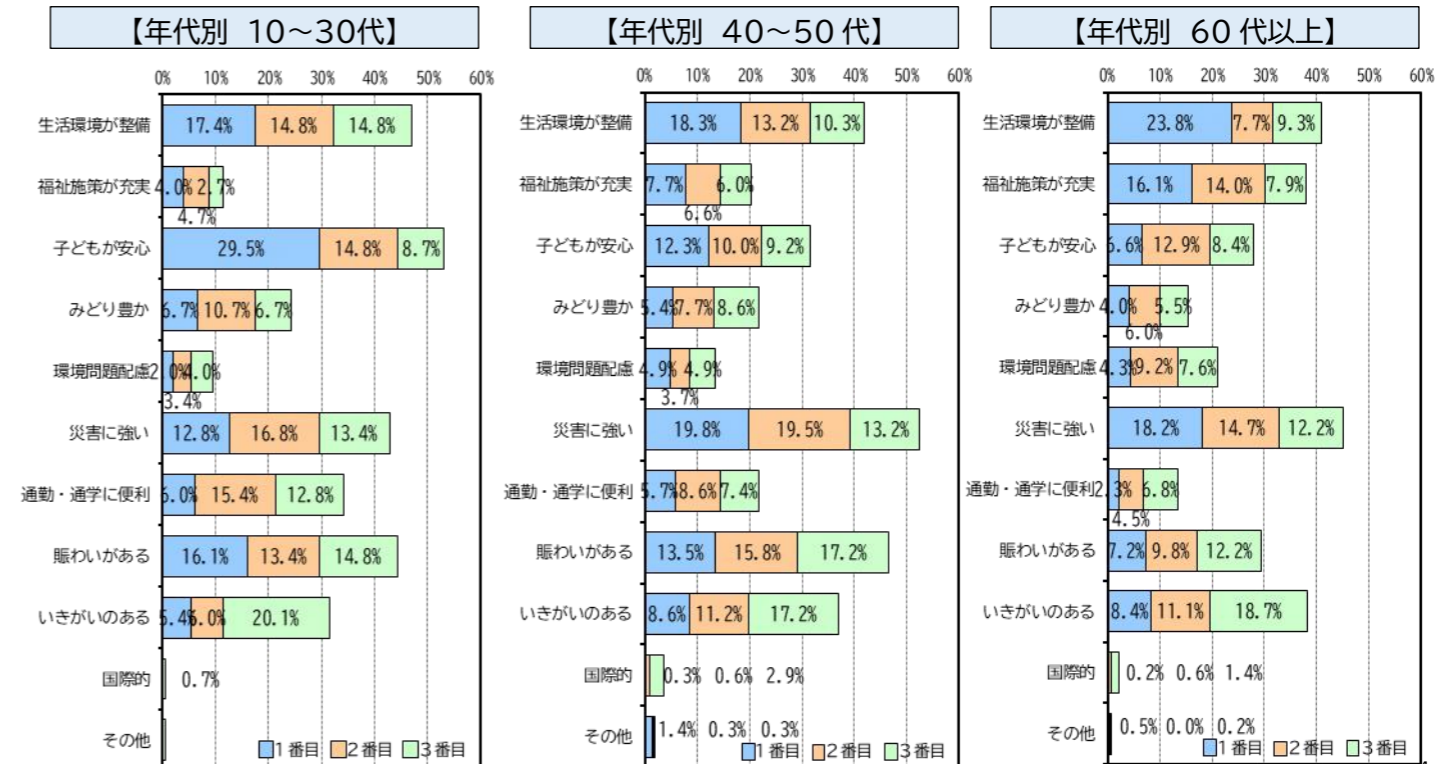 【年代別 10～30代】
0% 10% 20% 30% 40% 50% 60%
生活環境が整備 17.4% 14.8% 14.8%
福祉施策が充実 4.0% 2.7%
4.7%
子どもが安心 29.5% 14.8% 8.7%
みどり豊か 6.7% 10.7% 6.7%
環境問題配慮 2.0% 4.0%
3.4%
災害に強い 12.8% 16.8% 13.4%
通勤・通学に便利 6.0% 15.4% 12.8%
賑わいがある 16.1% 13.4% 14.8%
いきがいのある 5.4% 6.0% 20.1%
国際的 0.7%
その他
1番目 2番目 3番目
【年代別 40～50代】
0% 10% 20% 30% 40% 50% 60%
生活環境が整備 18.3% 13.2% 10.3%
福祉施策が充実 7.7% 6.0%
6.6%
子どもが安心 12.3% 10.0% 9.2%
みどり豊か 5.4% 7.7% 8.6%
環境問題配慮 4.9% 4.9%
3.7%
災害に強い 19.8% 19.5% 13.2%
通勤・通学に便利 5.7% 8.6% 7.4%
賑わいがある 13.5% 15.8% 17.2%
いきがいのある 8.6% 11.2% 17.2%
国際的 0.3% 0.6% 2.9%
その他 1.4% 0.3% 0.3%
1番目 2番目 3番目
【年代別 60代以上】
0% 10% 20% 30% 40% 50% 60%
生活環境が整備 23.8% 7.7% 9.3%
福祉施策が充実 16.1% 14.0% 7.9%
子どもが安心 6.6% 12.9% 8.4%
みどり豊か 4.0% 5.5%
6.0%
環境問題配慮 4.3% 9.2% 7.6%
災害に強い 18.2% 14.7% 12.2%
通勤・通学に便利 2.3% 6.8%
4.5%
賑わいがある 7.2% 9.8% 12.2%
いきがいのある 8.4% 11.1% 18.7%
国際的 0.2% 0.6% 1.4%
その他 0.5% 0.0% 0.2%
1番目 2番目 3番目